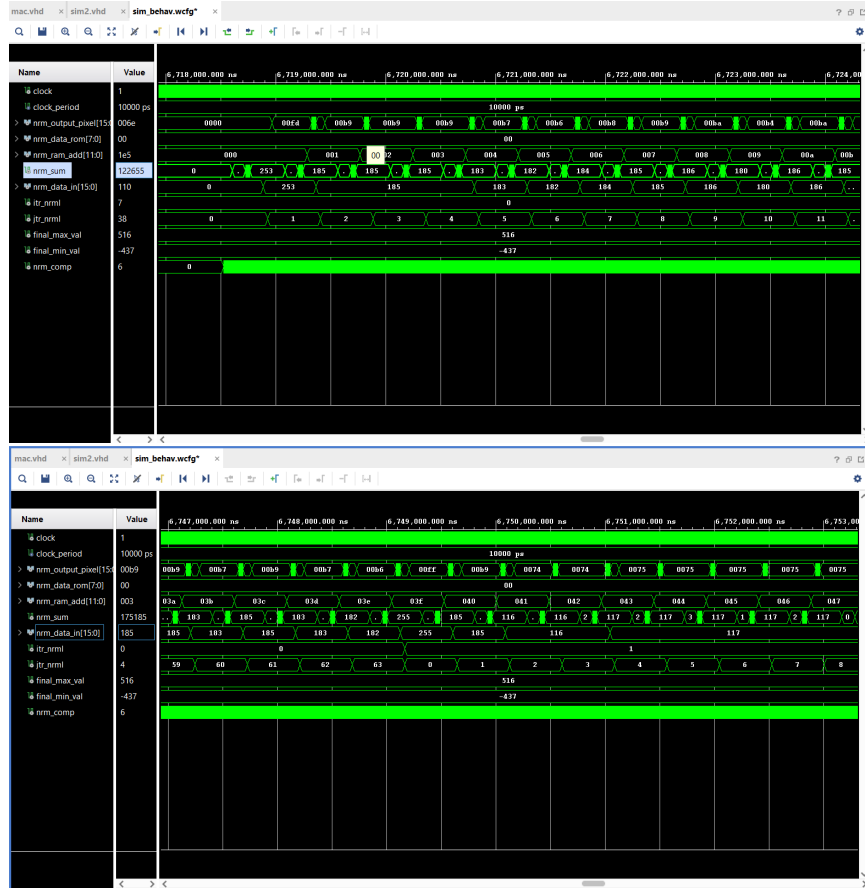 mac.vhd × sim2.vhd × sim_behav.wcfg* ×
Name Value
6,718,000.000 ns 6,719,000.000 ns 6,720,000.000 ns 6,721,000.000 ns 6,722,000.000 ns 6,723,000.000 ns 6,724,0
clock 1
clock_period 10000 ps 10000 ps
nrm_output_pixel[15:0 006e 0000 00fd 00b9 00b9 00b9 00b7 00b6 00b8 00b9 00ba 00b4 00ba
nrm_data_rom[7:0] 00 00
nrm_ram_add[11:0] 1e5 000 001 00 02 003 004 005 006 007 008 009 00a 00b
nrm_sum 122655 0 . 253 . 185 . 185 . 183 . 182 . 184 . 185 . 186 . 180 . 186 . 185
nrm_data_in[15:0] 110 0 253 185 183 182 184 185 186 180 186 ..
itr_nrml 7 0
jtr_nrml 38 0 1 2 3 4 5 6 7 8 9 10 11 .
final_max_val 516 516
final_min_val -437 -437
nrm_comp 6 0
mac.vhd × sim2.vhd × sim_behav.wcfg* ×
Name Value
6,747,000.000 ns 6,748,000.000 ns 6,749,000.000 ns 6,750,000.000 ns 6,751,000.000 ns 6,752,000.000 ns 6,753,0
clock 1
clock_period 10000 ps 10000 ps
nrm_output_pixel[15:0 00b9 00b9 00b7 00b9 00b7 00b6 00ff 00b9 0074 0074 0075 0075 0075 0075
nrm_data_rom[7:0] 00 00
nrm_ram_add[11:0] 003 03a 03b 03c 03d 03e 03f 040 041 042 043 044 045 046 047
nrm_sum 175185 .. 183 . 185 . 183 . 182 . 255 . 185 . 116 . 116 2 117 2 117 3 117 1 117 0
nrm_data_in[15:0] 185 185 183 185 183 182 255 185 116 117
itr_nrml 0 0 1
jtr_nrml 4 59 60 61 62 63 0 1 2 3 4 5 6 7 8
final_max_val 516 516
final_min_val -437 -437
nrm_comp 6